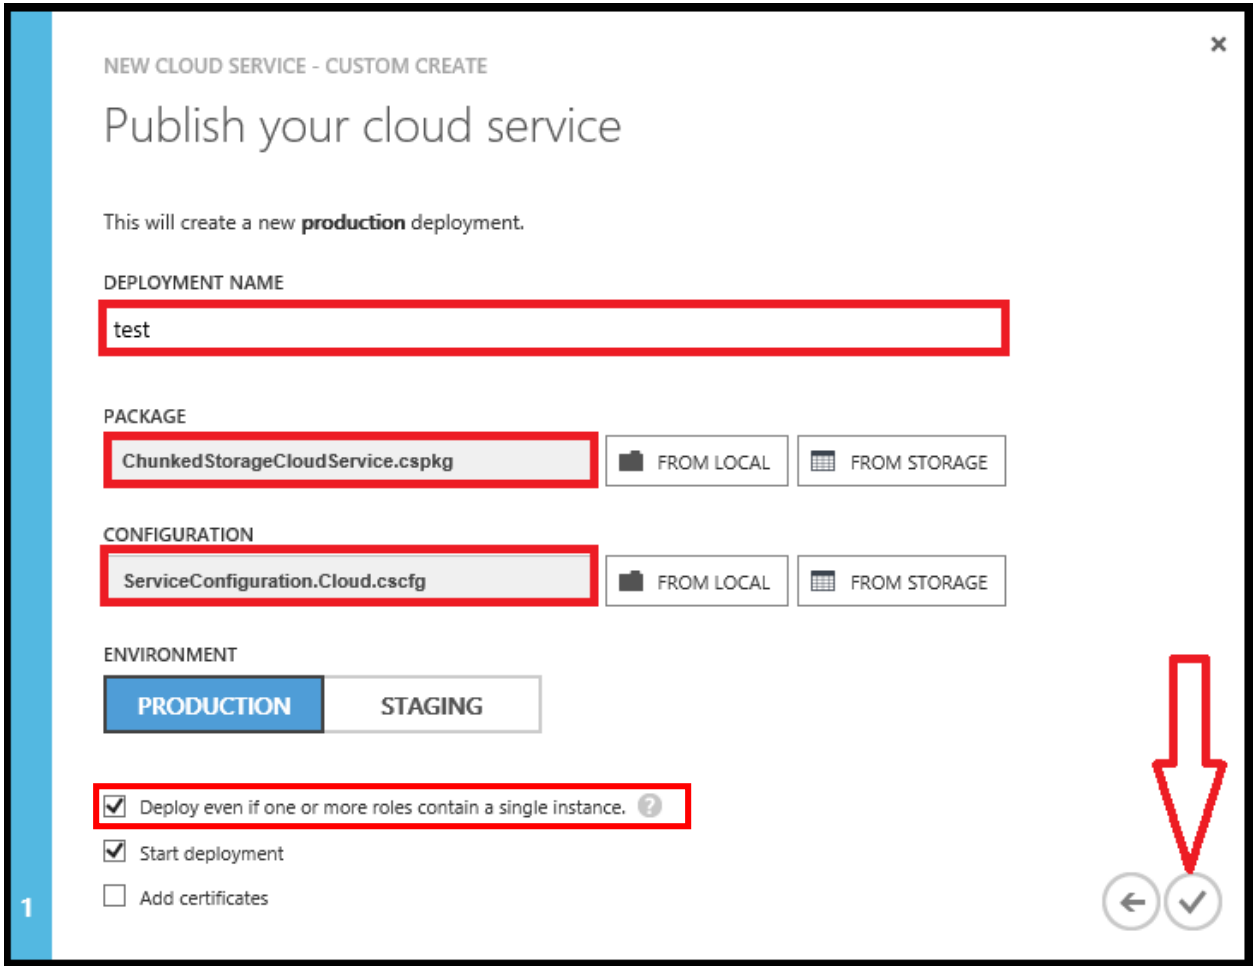 NEW CLOUD SERVICE - CUSTOM CREATE
Publish your cloud service
This will create a new production deployment.
DEPLOYMENT NAME
test
PACKAGE
ChunkedStorageCloudService.cspkg
FROM LOCAL
FROM STORAGE
CONFIGURATION
ServiceConfiguration.Cloud.cscfg
FROM LOCAL
FROM STORAGE
ENVIRONMENT
PRODUCTION
STAGING
Deploy even if one or more roles contain a single instance. ?
Start deployment
Add certificates
1